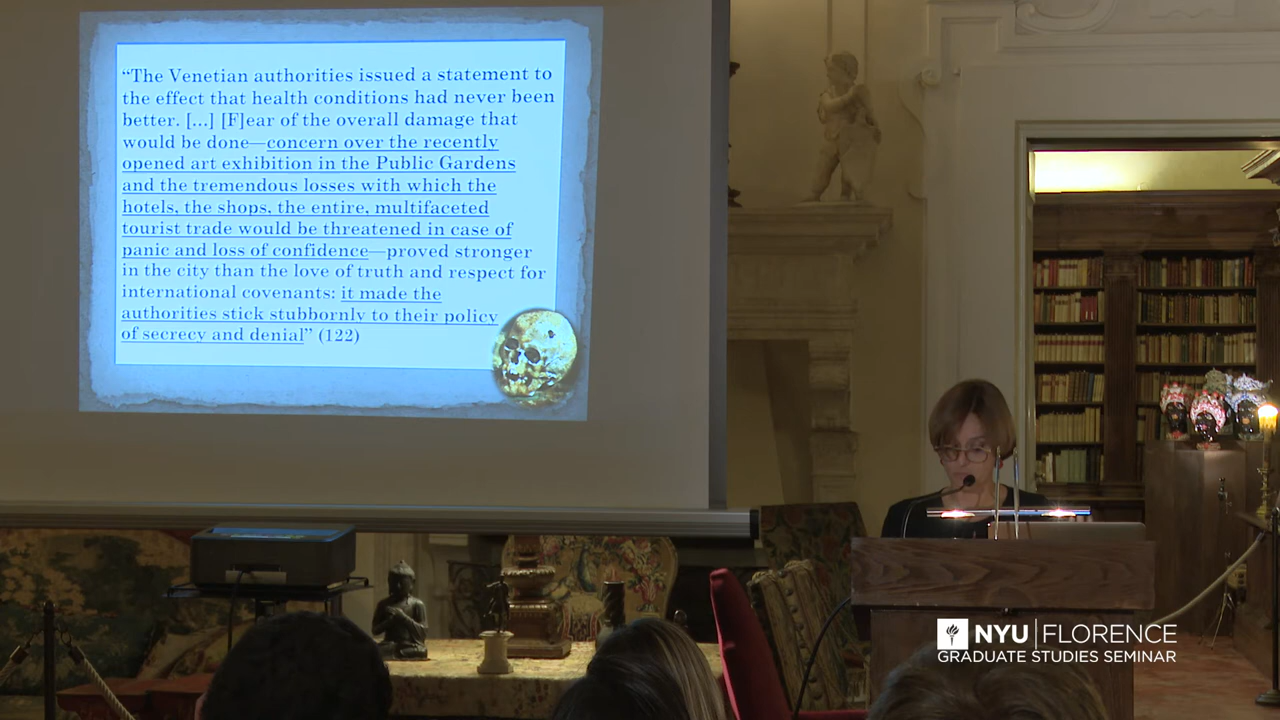 “The Venetian authorities issued a statement to
the effect that health conditions had never been
better. [...] [F]ear of the overall damage that
would be done—concern over the recently
opened art exhibition in the Public Gardens
and the tremendous losses with which the
hotels, the shops, the entire, multifaceted
tourist trade would be threatened in case of
panic and loss of confidence—proved stronger
in the city than the love of truth and respect for
international covenants: it made the
authorities stick stubbornly to their policy
of secrecy and denial” (122)
NYU FLORENCE
GRADUATE STUDIES SEMINAR